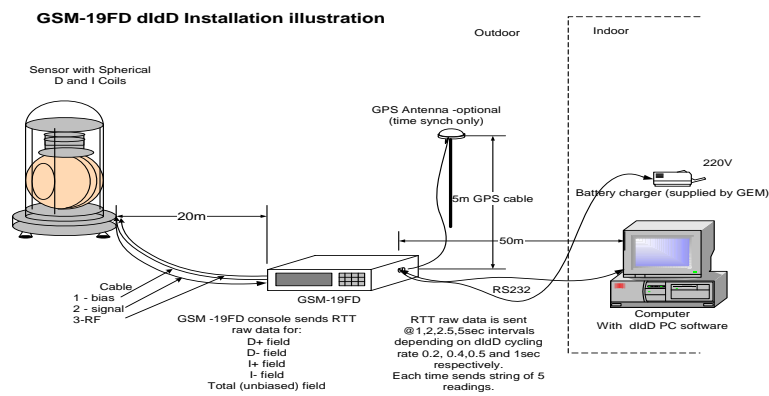 GSM-19FD dIdD Installation illustration
Outdoor
Indoor
Sensor with Spherical
D and I Coils
GPS Antenna -optional
(time synch only)
220V
Battery charger (supplied by GEM)
5m GPS cable
20m
50m
RS232
Cable
1 - bias
2 - signal
3-RF
GSM-19FD
Computer
With dIdD PC software
GSM -19FD console sends RTT
raw data for:
D+ field
D- field
I+ field
I- field
Total (unbiased) field
RTT raw data is sent
@1,2,2.5,5sec intervals
depending on dIdD cycling
rate 0.2, 0.4,0.5 and 1sec
respectively.
Each time sends string of 5
readings.